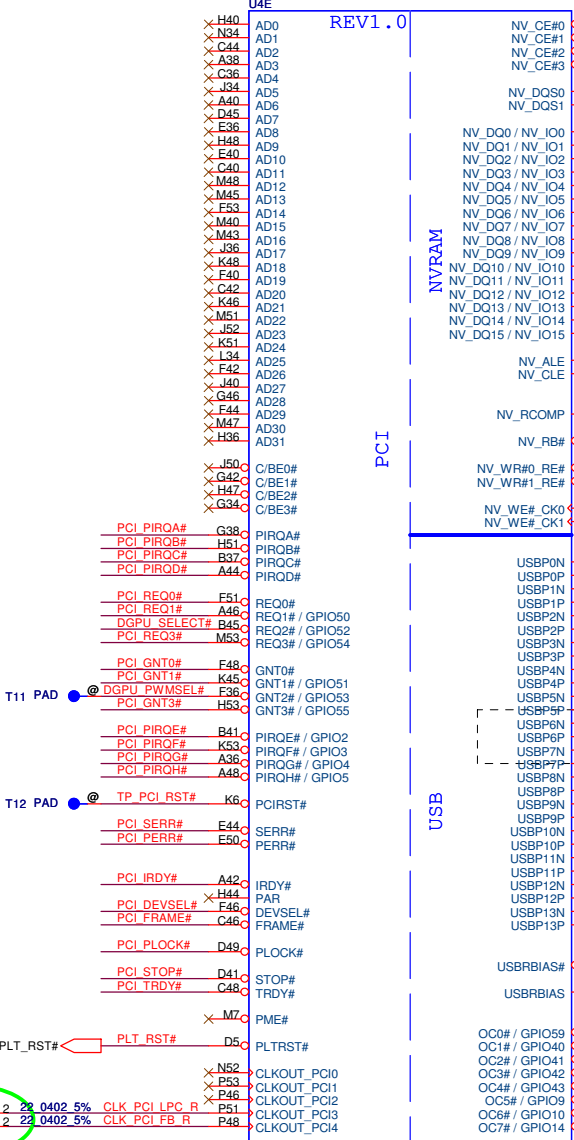 U4E
REV1.0
H40 AD0 NV_CE#0
N34 AD1 NV_CE#1
C44 AD2 NV_CE#2
A38 AD3 NV_CE#3
C36 AD4
J34 AD5 NV_DQS0
A40 AD6 NV_DQS1
D45 AD7
E36 AD8 NV_DQ0 / NV_IO0
H48 AD9 NV_DQ1 / NV_IO1
E40 AD10 NV_DQ2 / NV_IO2
C40 AD11 NV_DQ3 / NV_IO3
M48 AD12 NV_DQ4 / NV_IO4
M45 AD13 NV_DQ5 / NV_IO5
F53 AD14 NV_DQ6 / NV_IO6
M40 AD15 NV_DQ7 / NV_IO7
M43 AD16 NV_DQ8 / NV_IO8
J36 AD17 NV_DQ9 / NV_IO9
K48 AD18 NV_DQ10 / NV_IO10
F40 AD19 NV_DQ11 / NV_IO11
C42 AD20 NV_DQ12 / NV_IO12
K46 AD21 NV_DQ13 / NV_IO13
M51 AD22 NV_DQ14 / NV_IO14
J52 AD23 NV_DQ15 / NV_IO15
K51 AD24
L34 AD25 NV_ALE
F42 AD26 NV_CLE
J40 AD27
G46 AD28
F44 AD29 NV_RCOMP
M47 AD30
H36 AD31 NV_RB#
NVRAM
PCI
J50 C/BE0# NV_WR#0_RE#
G42 C/BE1# NV_WR#1_RE#
H47 C/BE2#
G34 C/BE3# NV_WE#_CK0
NV_WE#_CK1
PCI_PIRQA# G38 PIRQA#
PCI_PIRQB# H51 PIRQB#
PCI_PIRQC# B37 PIRQC# USBP0N
PCI_PIRQD# A44 PIRQD# USBP0P
USBP1N
PCI_REQ0# F51 REQ0# USBP1P
PCI_REQ1# A46 REQ1# / GPIO50 USBP2N
DGPU_SELECT# B45 REQ2# / GPIO52 USBP2P
PCI_REQ3# M53 REQ3# / GPIO54 USBP3N
USBP3P
PCI_GNT0# F48 GNT0# USBP4N
PCI_GNT1# K45 GNT1# / GPIO51 USBP4P
T11 PAD @ DGPU_PWMSEL# F36 GNT2# / GPIO53 USBP5N
PCI_GNT3# H53 GNT3# / GPIO55 USBP5P
USBP6N
PCI_PIRQE# B41 PIRQE# / GPIO2 USBP6P
PCI_PIRQF# K53 PIRQF# / GPIO3 USBP7N
PCI_PIRQG# A36 PIRQG# / GPIO4 USBP7P
PCI_PIRQH# A48 PIRQH# / GPIO5 USBP8N
USBP8P
T12 PAD @ TP_PCI_RST# K6 PCIRST# USBP9N
USBP9P
USB
PCI_SERR# E44 SERR# USBP10N
PCI_PERR# E50 PERR# USBP10P
USBP11N
USBP11P
PCI_IRDY# A42 IRDY# USBP12N
H44 PAR USBP12P
PCI_DEVSEL# F46 DEVSEL# USBP13N
PCI_FRAME# C46 FRAME# USBP13P
PCI_PLOCK# D49 PLOCK#
USBRBIAS#
PCI_STOP# D41 STOP#
PCI_TRDY# C48 TRDY# USBRBIAS
M7 PME#
OC0# / GPIO59
PLT_RST# PLT_RST# D5 PLTRST# OC1# / GPIO40
OC2# / GPIO41
N52 CLKOUT_PCI0 OC3# / GPIO42
P53 CLKOUT_PCI1 OC4# / GPIO43
P46 CLKOUT_PCI2 OC5# / GPIO9
2 22_0402_5% CLK_PCI_LPC_R P51 CLKOUT_PCI3 OC6# / GPIO10
2 22_0402_5% CLK_PCI_FB_R P48 CLKOUT_PCI4 OC7# / GPIO14